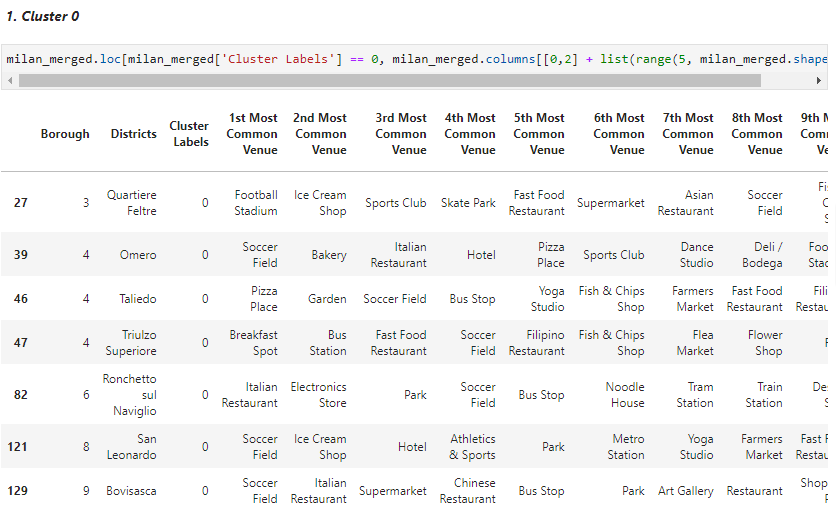 1. Cluster 0
milan_merged.loc[milan_merged['Cluster Labels'] == 0, milan_merged.columns[[0,2] + list(range(5, milan_merged.shape
Borough Districts Cluster Labels 1st Most Common Venue 2nd Most Common Venue 3rd Most Common Venue 4th Most Common Venue 5th Most Common Venue 6th Most Common Venue 7th Most Common Venue 8th Most Common Venue 9th
27 3 Quartiere Feltre 0 Football Stadium Ice Cream Shop Sports Club Skate Park Fast Food Restaurant Supermarket Asian Restaurant Soccer Field
39 4 Omero 0 Soccer Field Bakery Italian Restaurant Hotel Pizza Place Sports Club Dance Studio Deli / Bodega
46 4 Taliedo 0 Pizza Place Garden Soccer Field Bus Stop Yoga Studio Fish & Chips Shop Farmers Market Fast Food Restaurant
47 4 Triulzo Superiore 0 Breakfast Spot Bus Station Fast Food Restaurant Soccer Field Filipino Restaurant Fish & Chips Shop Flea Market Flower Shop
82 6 Ronchetto sul Naviglio 0 Italian Restaurant Electronics Store Park Soccer Field Bus Stop Noodle House Tram Station Train Station
121 8 San Leonardo 0 Soccer Field Ice Cream Shop Hotel Athletics & Sports Park Metro Station Yoga Studio Farmers Market
129 9 Bovisasca 0 Soccer Field Italian Restaurant Supermarket Chinese Restaurant Bus Stop Park Art Gallery Restaurant